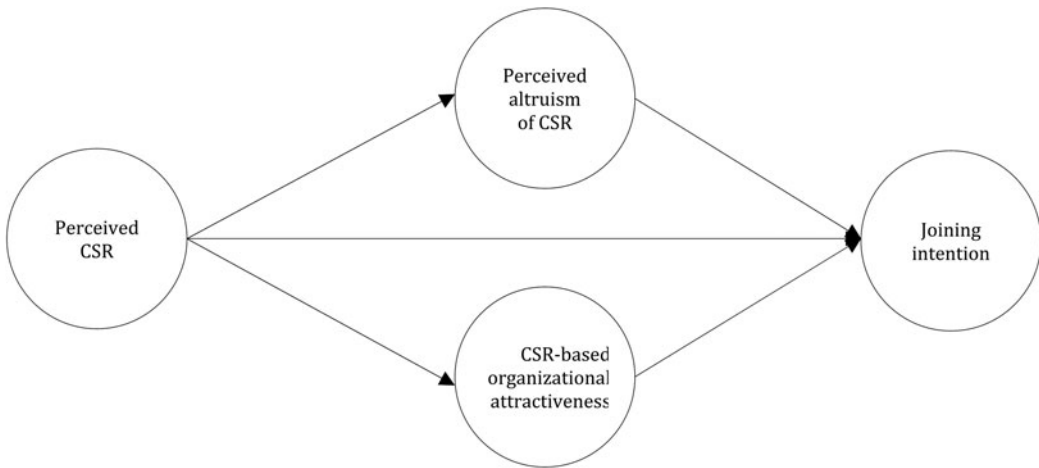 Perceived
altruism
of CSR
Perceived
CSR
Joining
intention
CSR-based
organizational
attractiveness